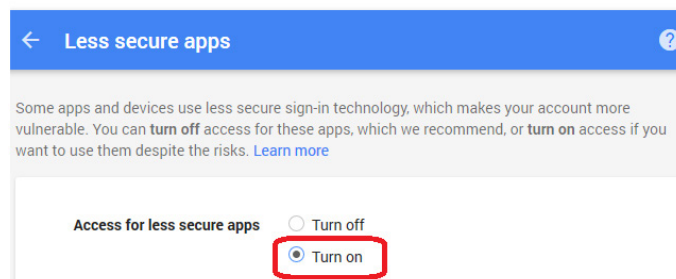 Less secure apps
Some apps and devices use less secure sign-in technology, which makes your account more
vulnerable. You can turn off access for these apps, which we recommend, or turn on access if you
want to use them despite the risks. Learn more
Access for less secure apps
Turn off
Turn on